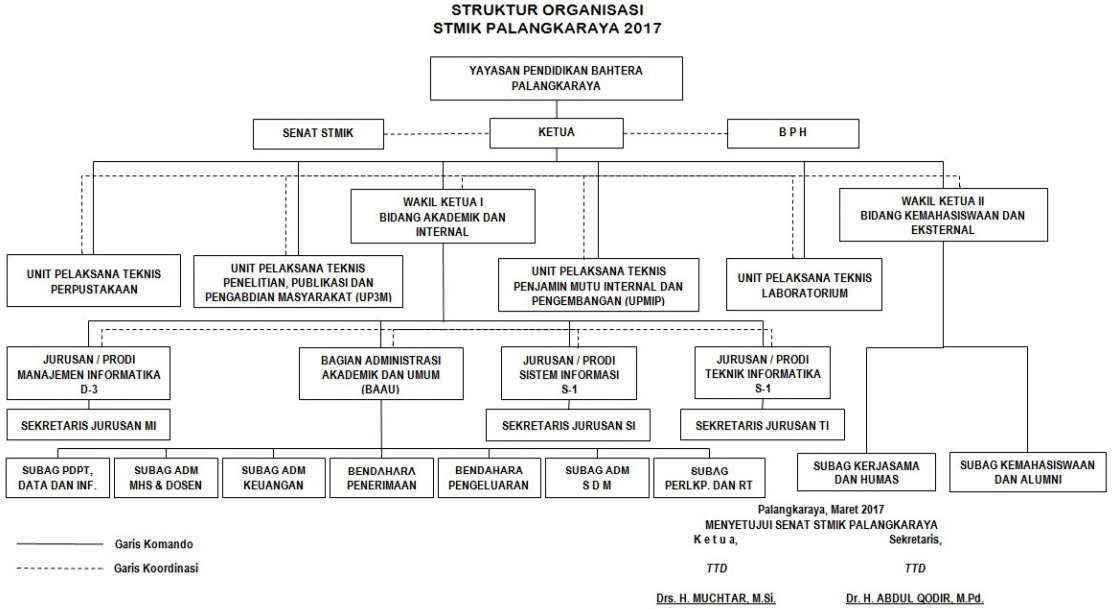 STRUKTUR ORGANISASI
STMIK PALANGKARAYA 2017
YAYASAN PENDIDIKAN BAHTERA
PALANGKARAYA
SENAT STMIK
KETUA
B P H
WAKIL KETUA I
BIDANG AKADEMIK DAN
INTERNAL
WAKIL KETUA II
BIDANG KEMAHASISWAAN DAN
EKSTERNAL
UNIT PELAKSANA TEKNIS
PERPUSTAKAAN
UNIT PELAKSANA TEKNIS
PENELITIAN, PUBLIKASI DAN
PENGABDIAN MASYARAKAT (UP3M)
UNIT PELAKSANA TEKNIS
PENJAMIN MUTU INTERNAL DAN
PENGEMBANGAN (UPMIP)
UNIT PELAKSANA TEKNIS
LABORATORIUM
JURUSAN / PRODI
MANAJEMEN INFORMATIKA
D-3
BAGIAN ADMINISTRASI
AKADEMIK DAN UMUM
(BAAU)
JURUSAN / PRODI
SISTEM INFORMASI
S-1
JURUSAN / PRODI
TEKNIK INFORMATIKA
S-1
SEKRETARIS JURUSAN MI
SEKRETARIS JURUSAN SI
SEKRETARIS JURUSAN TI
SUBAG PDPT,
DATA DAN INF.
SUBAG ADM
MHS & DOSEN
SUBAG ADM
KEUANGAN
BENDAHARA
PENERIMAAN
BENDAHARA
PENGELUARAN
SUBAG ADM
S D M
SUBAG
PERLKP. DAN RT
SUBAG KERJASAMA
DAN HUMAS
SUBAG KEMAHASISWAAN
DAN ALUMNI
Palangkaraya, Maret 2017
MENYETUJUI SENAT STMIK PALANGKARAYA
K e t u a,
Sekretaris,
TTD
TTD
Drs. H. MUCHTAR, M.Si.
Dr. H. ABDUL QODIR, M.Pd.
Garis Komando
Garis Koordinasi